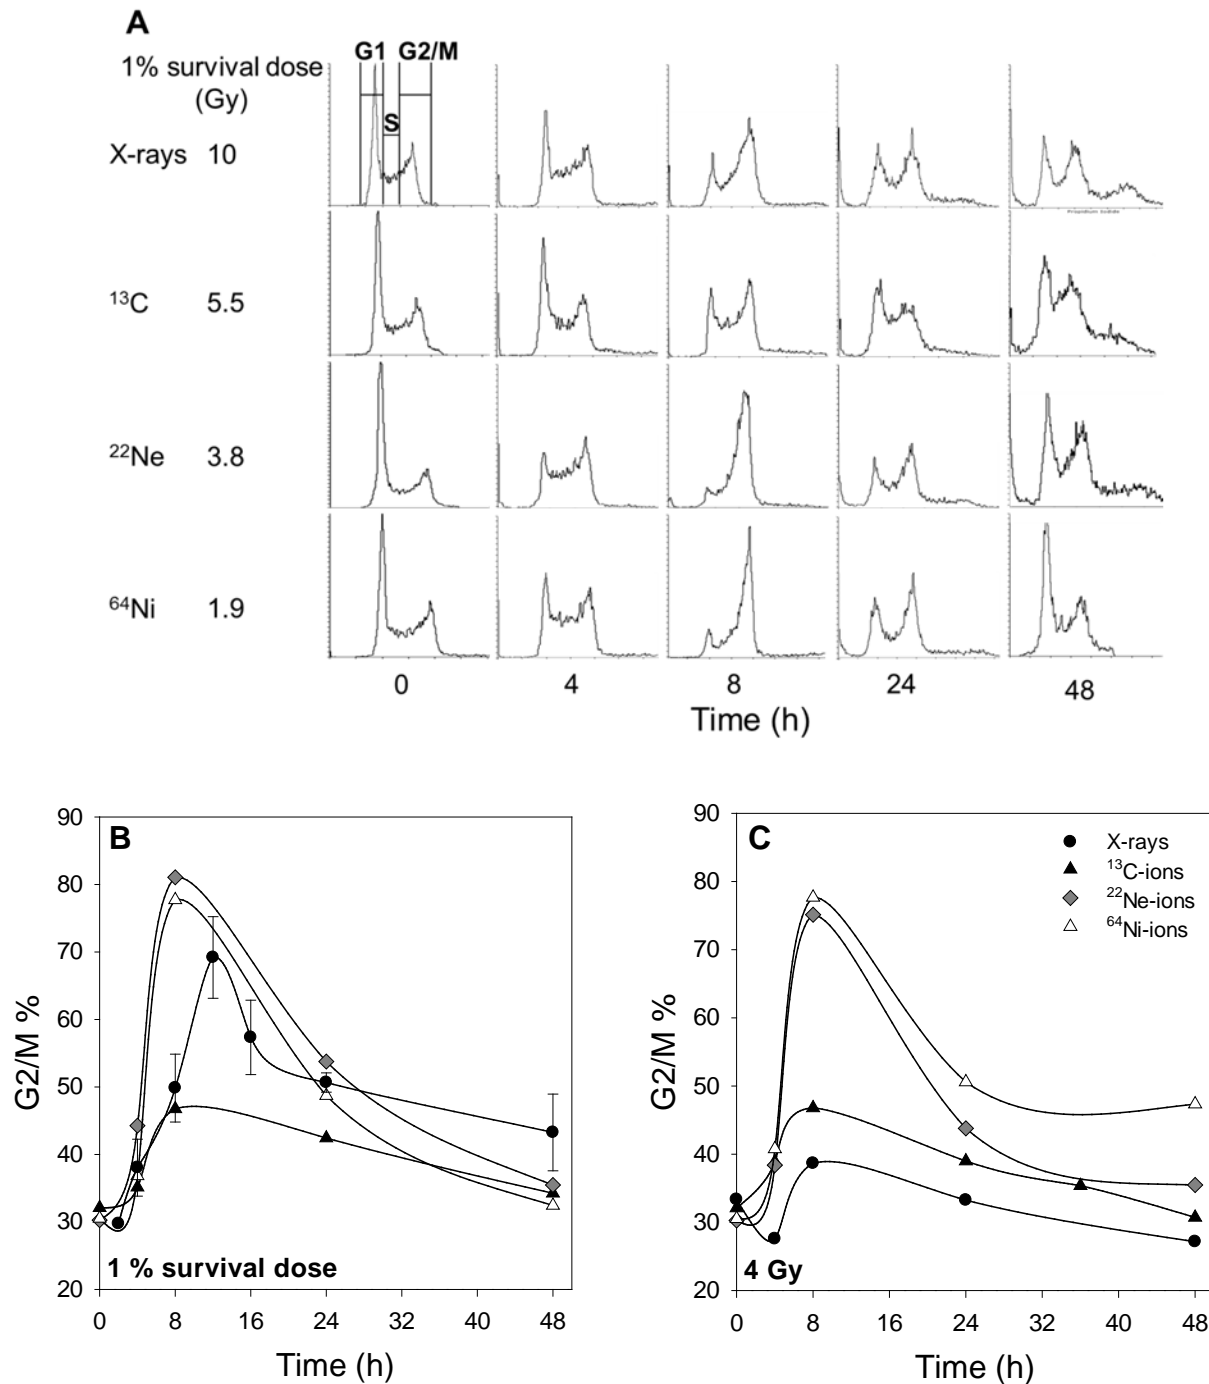 A
G1 G2/M
1% survival dose
(Gy)
S
X-rays 10
Propidium Iodide
13C 5.5
22Ne 3.8
64Ni 1.9
0 4 8 24 48
Time (h)
B
90
80
70
60
50
40
30
20
G2/M %
1 % survival dose
0 8 16 24 32 40 48
Time (h)
C
X-rays
13C-ions
22Ne-ions
64Ni-ions
90
80
70
60
50
40
30
20
G2/M %
4 Gy
0 8 16 24 32 40 48
Time (h)